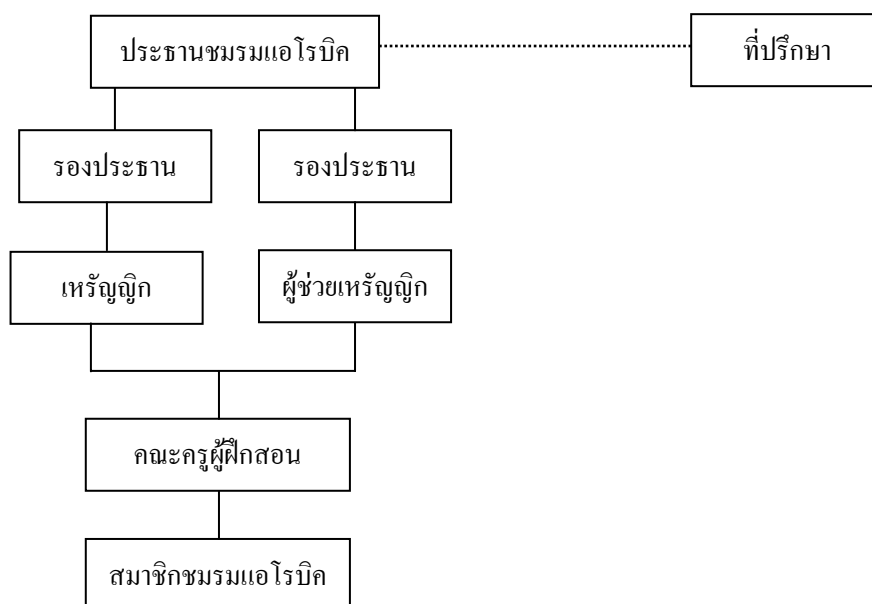 ประธานชมรมแอโรบิค
ที่ปรึกษา
รองประธาน
รองประธาน
เหรัญญิก
ผู้ช่วยเหรัญญิก
คณะครูผู้ฝึกสอน
สมาชิกชมรมแอโรบิค